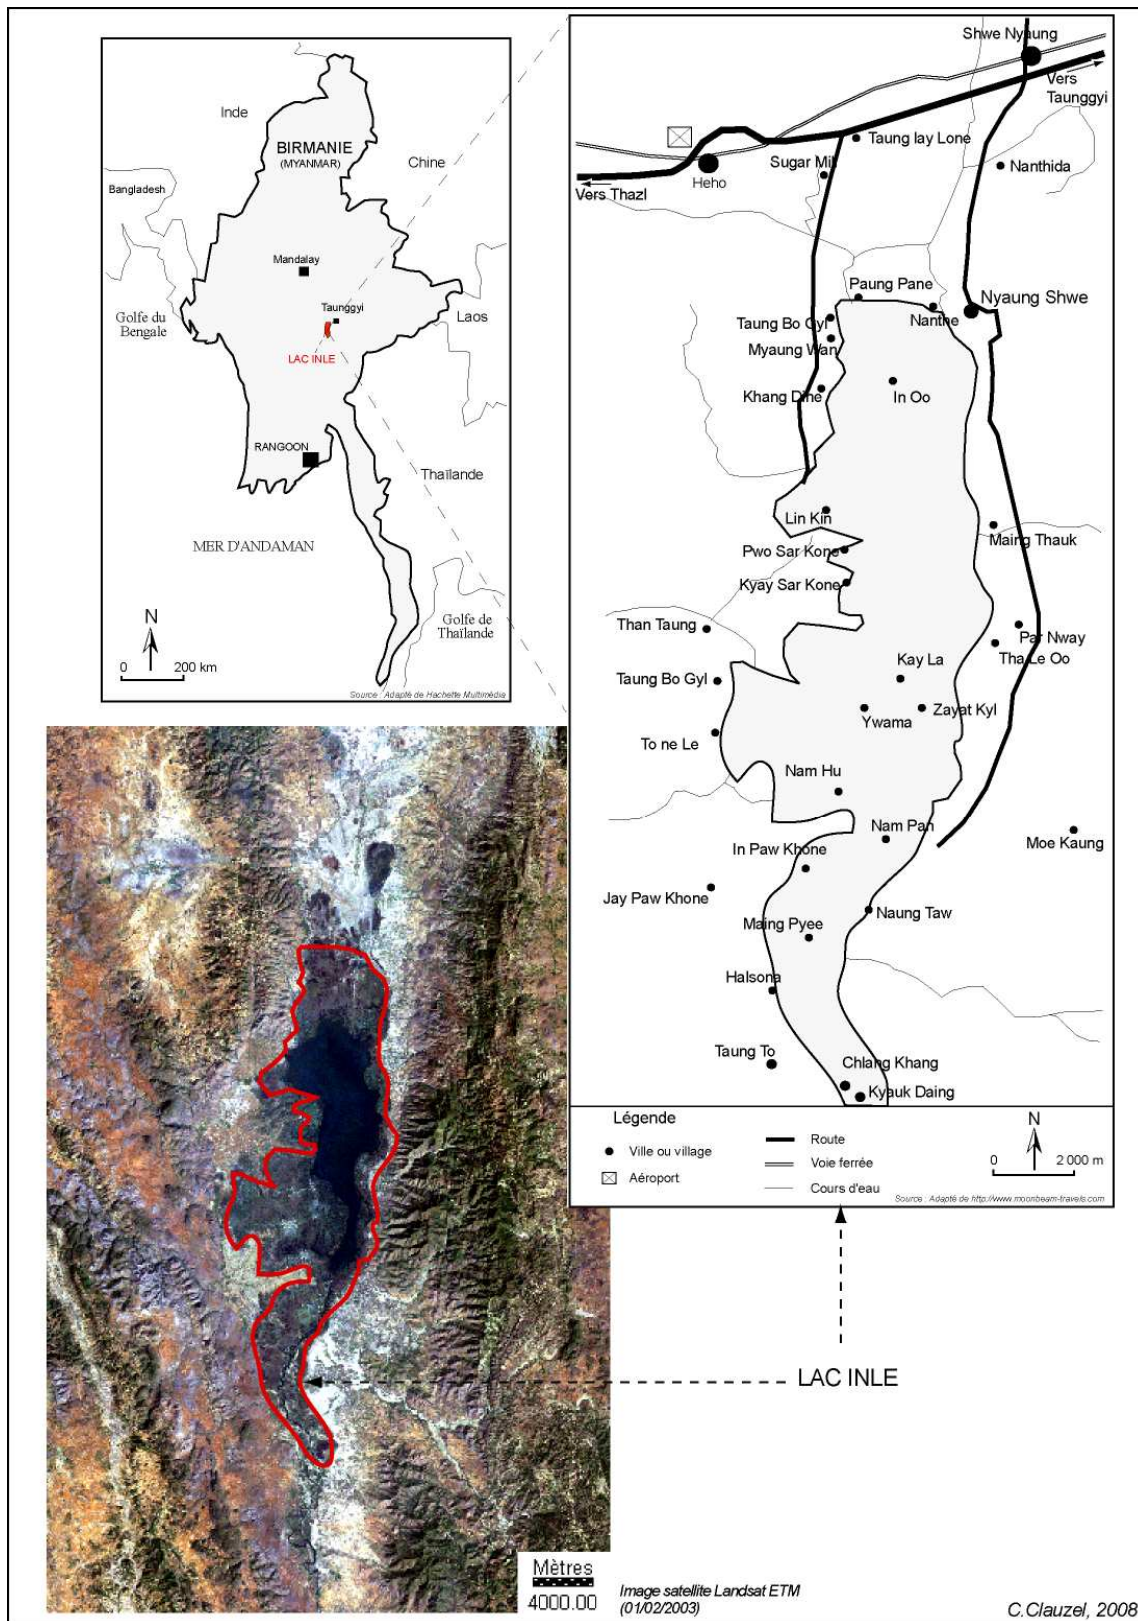 Inde
BIRMANIE
(MYANMAR)
Chine
Bangladesh
Mandalay
Taunggyi
Golfe du
Bengale
Laos
LAC INLE
RANGOON
Thaïlande
MER D'ANDAMAN
Golfe de
Thaïlande
N
0 200 km
Source : Adapté de Hachette Multimédia
Shwe Nyaung
Vers
Taunggyi
Taung lay Lone
Sugar Mil
Nanthida
Heho
Vers Thazl
Paung Pane
Nyaung Shwe
Nanthe
Taung Bo Gyl
Myaung Wan
Khang Dihe
In Oo
Lin Kin
Maing Thauk
Pwo Sar Kone
Kyay Sar Kone
Than Taung
Par Nway
Tha Le Oo
Kay La
Taung Bo Gyl
Ywama
Zayat Kyl
To ne Le
Nam Hu
Nam Pan
Moe Kaung
In Paw Khone
Jay Paw Khone
Naung Taw
Maing Pyee
Halsona
Taung To
Chlang Khang
Kyauk Daing
Légende
Ville ou village
Aéroport
Route
Voie ferrée
Cours d'eau
N
0 2 000 m
Source : Adapté de http://www.moonbeam-travels.com
LAC INLE
Mètres
4000.00
Image satellite Landsat ETM
(01/02/2003)
C.Clauzel, 2008